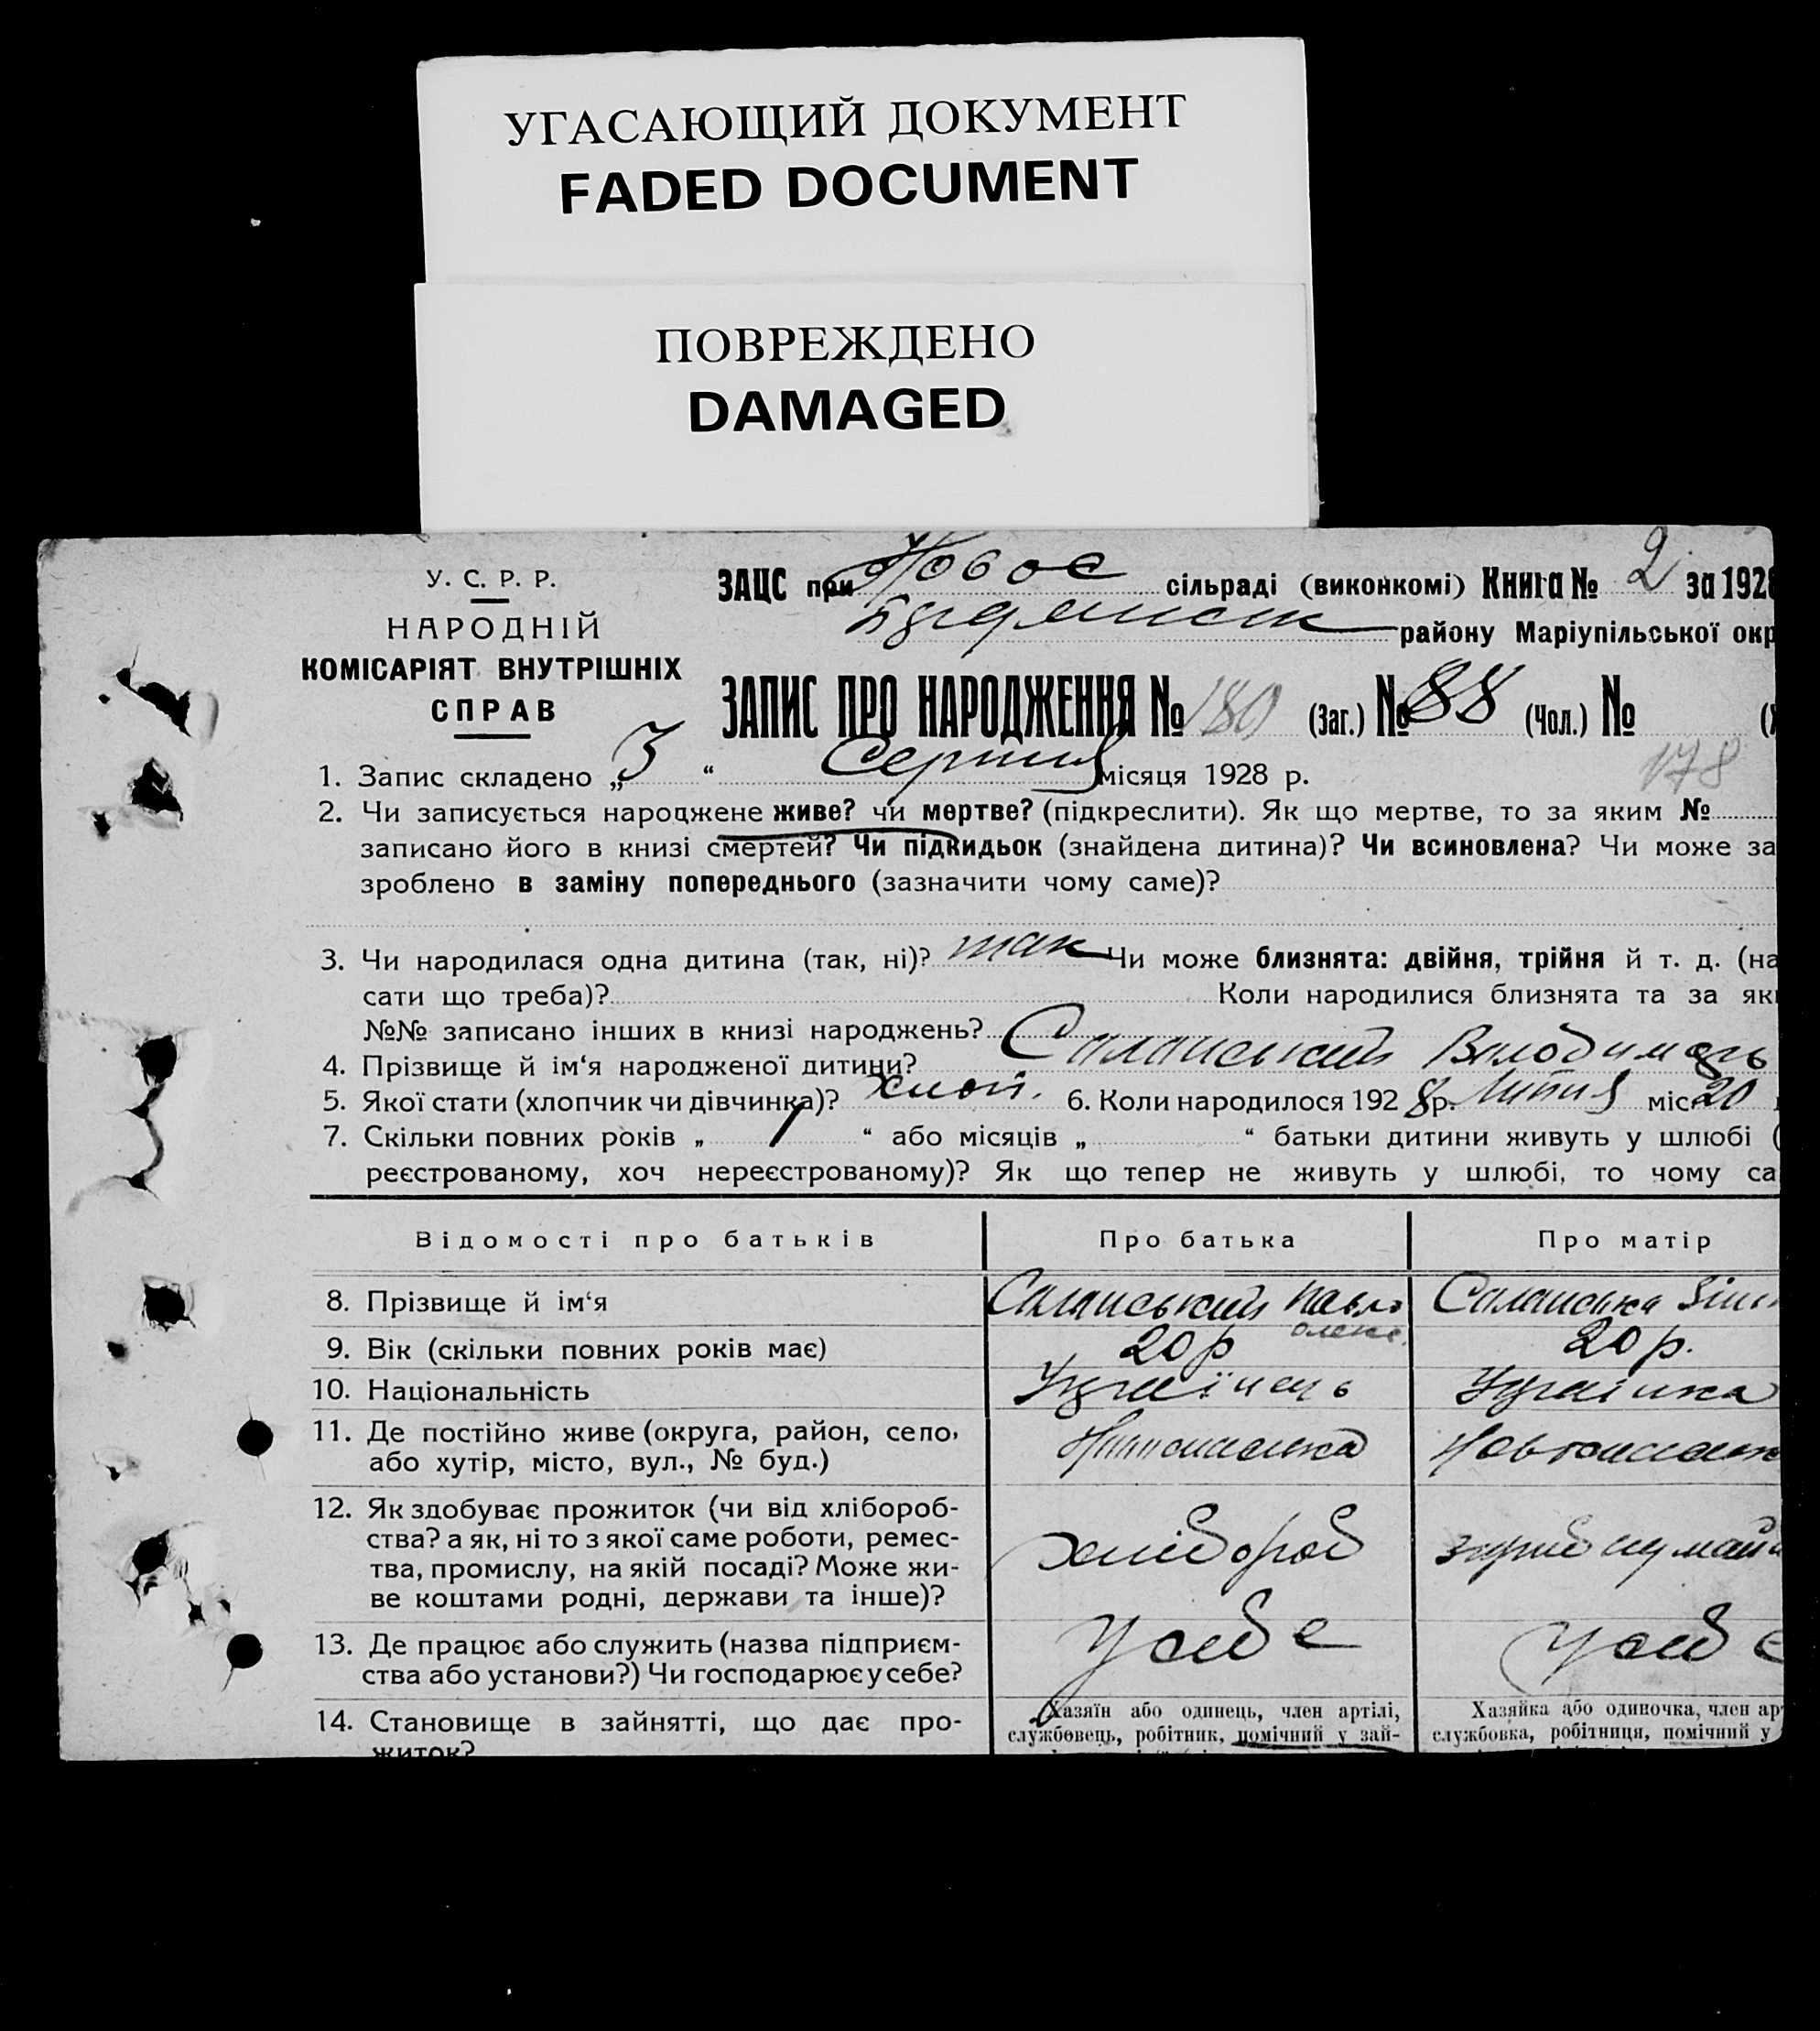 УГАСАЮЩИЙ ДОКУМЕНТ
FADED DOCUMENT
ПОВРЕЖДЕНО
DAMAGED
У. С. Р. Р.
НАРОДНІЙ
КОМІСАРІЯТ ВНУТРІШНІХ
СПРАВ
ЗАЦС при сільраді (виконкомі) Книга № 2 за 1928
району Маріупільської окр
ЗАПИС ПРО НАРОДЖЕННЯ № 180 (Заг.) № 88 (Чол.) №
178
1. Запис складено „3“ Серпня місяця 1928 р.
2. Чи записується народжене живе? чи мертве? (підкреслити). Як що мертве, то за яким №
записано його в книзі смертей? Чи підкидьок (знайдена дитина)? Чи всиновлена? Чи може за
зроблено в заміну попереднього (зазначити чому саме)?
3. Чи народилася одна дитина (так, ні)? так Чи може близнята: двійня, трійня й т. д. (на
сати що треба)? Коли народилися близнята та за як
№№ записано інших в книзі народжень?
4. Прізвище й ім‘я народженої дитини? Володимеръ
5. Якої стати (хлопчик чи дівчинка)? хлоп. 6. Коли народилося 1928 р. Липня міс. 20
7. Скільки повних років „ 1 “ або місяців „ “ батьки дитини живуть у шлюбі (
реєстрованому, хоч нереєстрованому)? Як що тепер не живуть у шлюбі, то чому са
Відомості про батьків Про батька Про матір
8. Прізвище й ім‘я Павло
олекс.
9. Вік (скільки повних років має) 20 р 20 р.
10. Національність Українець Українка
11. Де постійно живе (округа, район, село,
або хутір, місто, вул., № буд.)
12. Як здобуває прожиток (чи від хлібороб-
ства? а як, ні то з якої саме роботи, ремес-
тва, промислу, на якій посаді? Може жи-
ве коштами родні, держави та інше)?
хлібороб
13. Де працює або служить (назва підприєм-
ства або установи?) Чи господарює у себе?
У себе У себе
14. Становище в зайнятті, що дає про-
житок?
Хазяїн або одинець, член артілі,
службовець, робітник, помічний у зай-
Хазяйка або одиночка, член ар
службовка, робітниця, помічний у